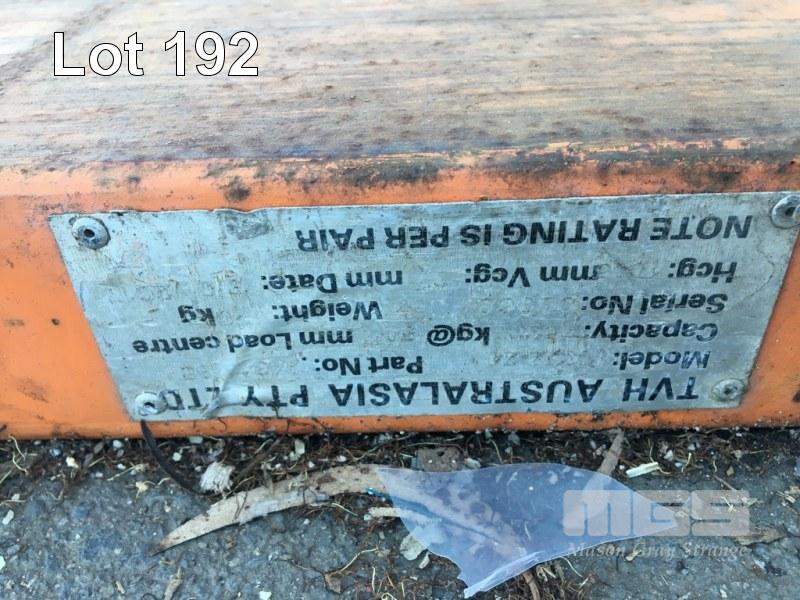 Lot 192
TVH AUSTRALASIA PTY LTD
Model: Part No:
Capacity: kg@ mm Load centre
Serial No: Weight: kg
Hcg: mm Vcg: mm Date:
NOTE RATING IS PER PAIR
MGS
Mason Gray Strange